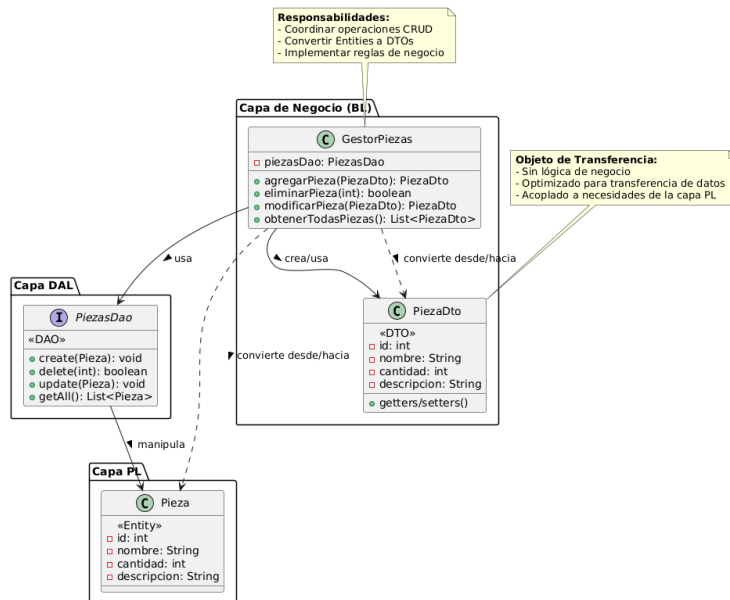 Responsabilidades:
- Coordinar operaciones CRUD
- Convertir Entities a DTOs
- Implementar reglas de negocio
Capa de Negocio (BL)
C GestorPiezas
piezasDao: PiezasDao
agregarPieza(PiezaDto): PiezaDto
eliminarPieza(int): boolean
modificarPieza(PiezaDto): PiezaDto
obtenerTodasPiezas(): List<PiezaDto>
Objeto de Transferencia:
- Sin lógica de negocio
- Optimizado para transferencia de datos
- Acoplado a necesidades de la capa PL
usa
crea/usa
convierte desde/hacia
Capa DAL
I PiezasDao
«DAO»
create(Pieza): void
delete(int): boolean
update(Pieza): void
getAll(): List<Pieza>
C PiezaDto
«DTO»
id: int
nombre: String
cantidad: int
descripcion: String
getters/setters()
convierte desde/hacia
manipula
Capa PL
C Pieza
«Entity»
id: int
nombre: String
cantidad: int
descripcion: String